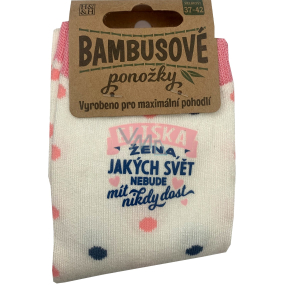 37-42
BAMBUSOVÉ
ponožky
Vyrobeno pro maximální pohodlí
ŽENA,
JAKÝCH SVĚT
NEBUDE
mít
nikdy dost